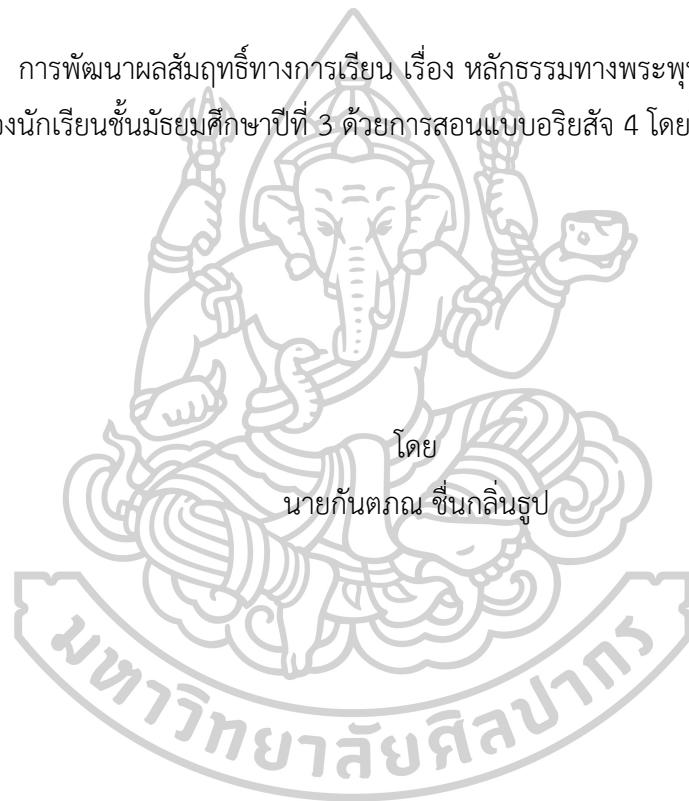 การพัฒนาผลสัมฤทธิ์ทางการเรียน เรื่อง หลักธรรมทางพระพุ
องนักเรียนชั้นมัธยมศึกษาปีที่ 3 ด้วยการสอนแบบอริยสัจ 4 โดย
โดย
นายกันตภณ ชื่นกลิ่นธูป
มหาวิทยาลัยศิลปากร